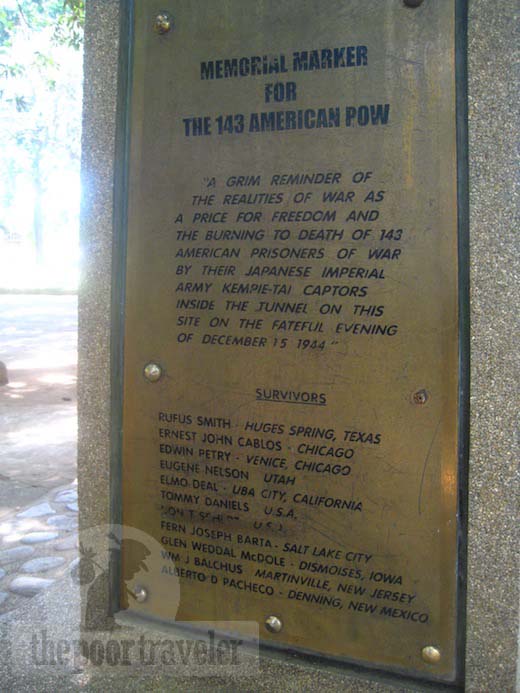 MEMORIAL MARKER
FOR
THE 143 AMERICAN POW
"A GRIM REMINDER OF
THE REALITIES OF WAR AS
A PRICE FOR FREEDOM AND
THE BURNING TO DEATH OF 143
AMERICAN PRISONERS OF WAR
BY THEIR JAPANESE IMPERIAL
ARMY KEMPIE-TAI CAPTORS
INSIDE THE TUNNEL ON THIS
SITE ON THE FATEFUL EVENING
OF DECEMBER 15 1944"
SURVIVORS
RUFUS SMITH - HUGES SPRING, TEXAS
ERNEST JOHN CABLOS - CHICAGO
EDWIN PETRY - VENICE, CHICAGO
EUGENE NELSON UTAH
ELMO DEAL - UBA CITY, CALIFORNIA
TOMMY DANIELS U.S.A.
FERN JOSEPH BARTA - SALT LAKE CITY
GLEN WEDDAL McDOLE - DISMOISES, IOWA
WM J BALCHUS MARTINVILLE, NEW JERSEY
ALBERTO D PACHECO - DENNING, NEW MEXICO
thepoortraveler